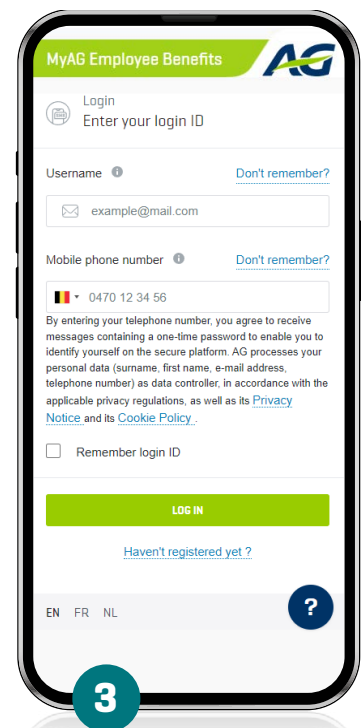 MyAG Employee Benefits
AG
Login
Enter your login ID
Username
Don't remember?
example@mail.com
Mobile phone number
Don't remember?
0470 12 34 56
By entering your telephone number, you agree to receive
messages containing a one-time password to enable you to
identify yourself on the secure platform. AG processes your
personal data (surname, first name, e-mail address,
telephone number) as data controller, in accordance with the
applicable privacy regulations, as well as its Privacy
Notice and its Cookie Policy .
Remember login ID
LOG IN
Haven't registered yet ?
EN FR NL
?
3